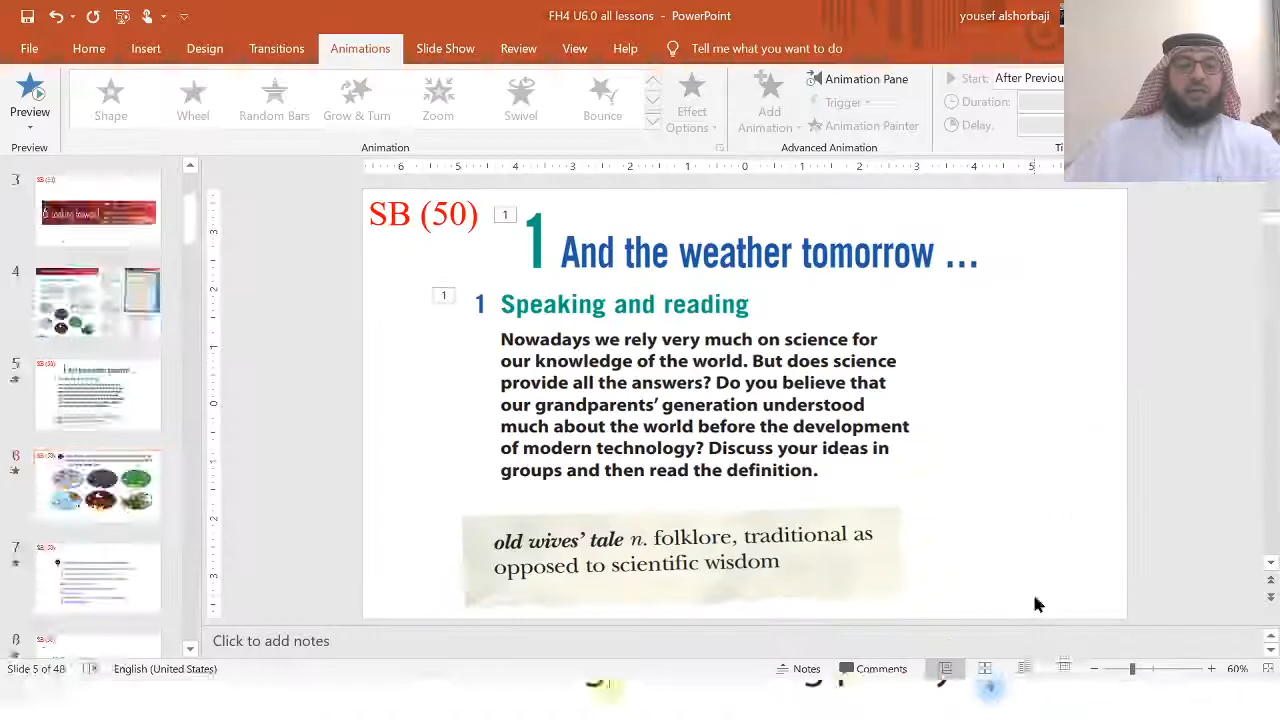 FH4 U6.0 all lessons - PowerPoint
yousef alshorbaji
File Home Insert Design Transitions Animations Slide Show Review View Help Tell me what you want to do
Preview
Preview
Shape Wheel Random Bars Grow & Turn Zoom Swivel Bounce
Animation
Effect
Options
Add
Animation
Animation Pane
Trigger
Animation Painter
Advanced Animation
Start: After Previou
Duration:
Delay:
3
4
5
6
7
8
SB (50)
1
1 And the weather tomorrow ...
1
1 Speaking and reading
Nowadays we rely very much on science for
our knowledge of the world. But does science
provide all the answers? Do you believe that
our grandparents' generation understood
much about the world before the development
of modern technology? Discuss your ideas in
groups and then read the definition.
old wives' tale n. folklore, traditional as
opposed to scientific wisdom
Click to add notes
Slide 5 of 48 English (United States) Notes Comments 60%